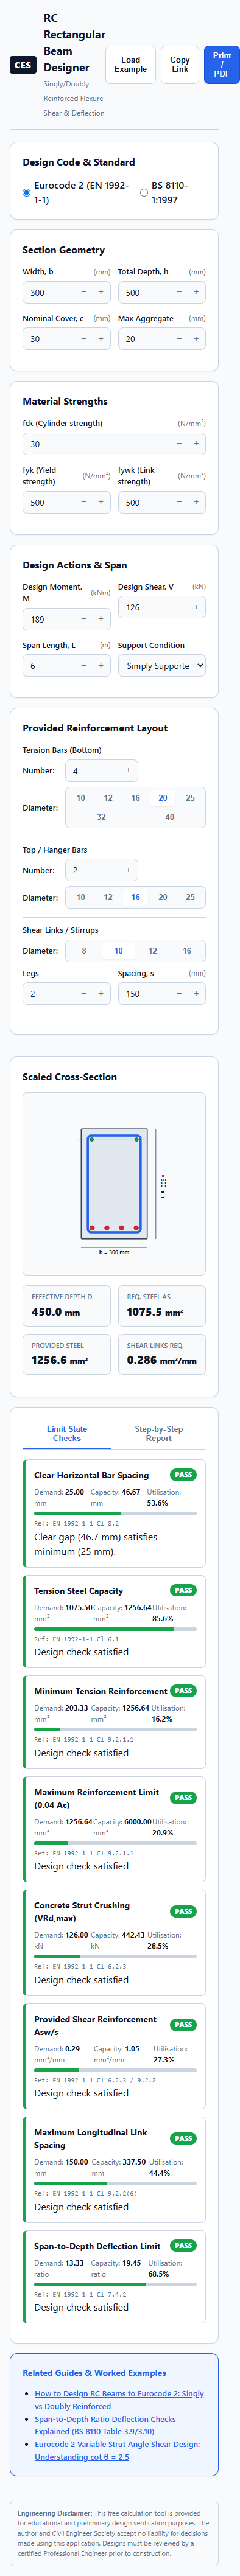 CES
RC
Rectangular
Beam
Designer
Singly/Doubly
Reinforced Flexure,
Shear & Deflection
Load
Example
Copy
Link
Print
/
PDF
Design Code & Standard
Eurocode 2 (EN 1992-
1-1)
BS 8110-
1:1997
Section Geometry
Width, b (mm)
Total Depth, h (mm)
300 − +
500 − +
Nominal Cover, c (mm)
Max Aggregate (mm)
30 − +
20 − +
Material Strengths
fck (Cylinder strength) (N/mm²)
30 − +
fyk (Yield
strength) (N/mm²)
fywk (Link
strength) (N/mm²)
500 − +
500 − +
Design Actions & Span
Design Moment,
M (kNm)
Design Shear, V (kN)
189 − +
126 − +
Span Length, L (m)
Support Condition
6 − +
Simply Supporte
Provided Reinforcement Layout
Tension Bars (Bottom)
Number: 4 − +
Diameter: 10 12 16 20 25
32 40
Top / Hanger Bars
Number: 2 − +
Diameter: 10 12 16 20 25
Shear Links / Stirrups
Diameter: 8 10 12 16
Legs
Spacing, s (mm)
2 − +
150 − +
Scaled Cross-Section
h = 500 mm
b = 300 mm
EFFECTIVE DEPTH D
450.0 mm
REQ. STEEL AS
1075.5 mm²
PROVIDED STEEL
1256.6 mm²
SHEAR LINKS REQ.
0.286 mm²/mm
Limit State
Checks
Step-by-Step
Report
Clear Horizontal Bar Spacing PASS
Demand: 25.00 mm Capacity: 46.67 mm Utilisation: 53.6%
Ref: EN 1992-1-1 Cl 8.2
Clear gap (46.7 mm) satisfies
minimum (25 mm).
Tension Steel Capacity PASS
Demand: 1075.50 mm² Capacity: 1256.64 mm² Utilisation: 85.6%
Ref: EN 1992-1-1 Cl 6.1
Design check satisfied
Minimum Tension Reinforcement PASS
Demand: 203.33 mm² Capacity: 1256.64 mm² Utilisation: 16.2%
Ref: EN 1992-1-1 Cl 9.2.1.1
Design check satisfied
Maximum Reinforcement Limit
(0.04 Ac) PASS
Demand: 1256.64 mm² Capacity: 6000.00 mm² Utilisation: 20.9%
Ref: EN 1992-1-1 Cl 9.2.1.1
Design check satisfied
Concrete Strut Crushing
(VRd,max) PASS
Demand: 126.00 kN Capacity: 442.43 kN Utilisation: 28.5%
Ref: EN 1992-1-1 Cl 6.2.3
Design check satisfied
Provided Shear Reinforcement
Asw/s PASS
Demand: 0.29 mm²/mm Capacity: 1.05 mm²/mm Utilisation: 27.3%
Ref: EN 1992-1-1 Cl 6.2.3 / 9.2.2
Design check satisfied
Maximum Longitudinal Link
Spacing PASS
Demand: 150.00 mm Capacity: 337.50 mm Utilisation: 44.4%
Ref: EN 1992-1-1 Cl 9.2.2(6)
Design check satisfied
Span-to-Depth Deflection Limit PASS
Demand: 13.33 ratio Capacity: 19.45 ratio Utilisation: 68.5%
Ref: EN 1992-1-1 Cl 7.4.2
Design check satisfied
Related Guides & Worked Examples
How to Design RC Beams to Eurocode 2: Singly
vs Doubly Reinforced
Span-to-Depth Ratio Deflection Checks
Explained (BS 8110 Table 3.9/3.10)
Eurocode 2 Variable Strut Angle Shear Design:
Understanding cot θ = 2.5
Engineering Disclaimer: This free calculation tool is provided
for educational and preliminary design verification purposes. The
author and Civil Engineer Society accept no liability for decisions
made using this application. Designs must be reviewed by a
certified Professional Engineer prior to construction.